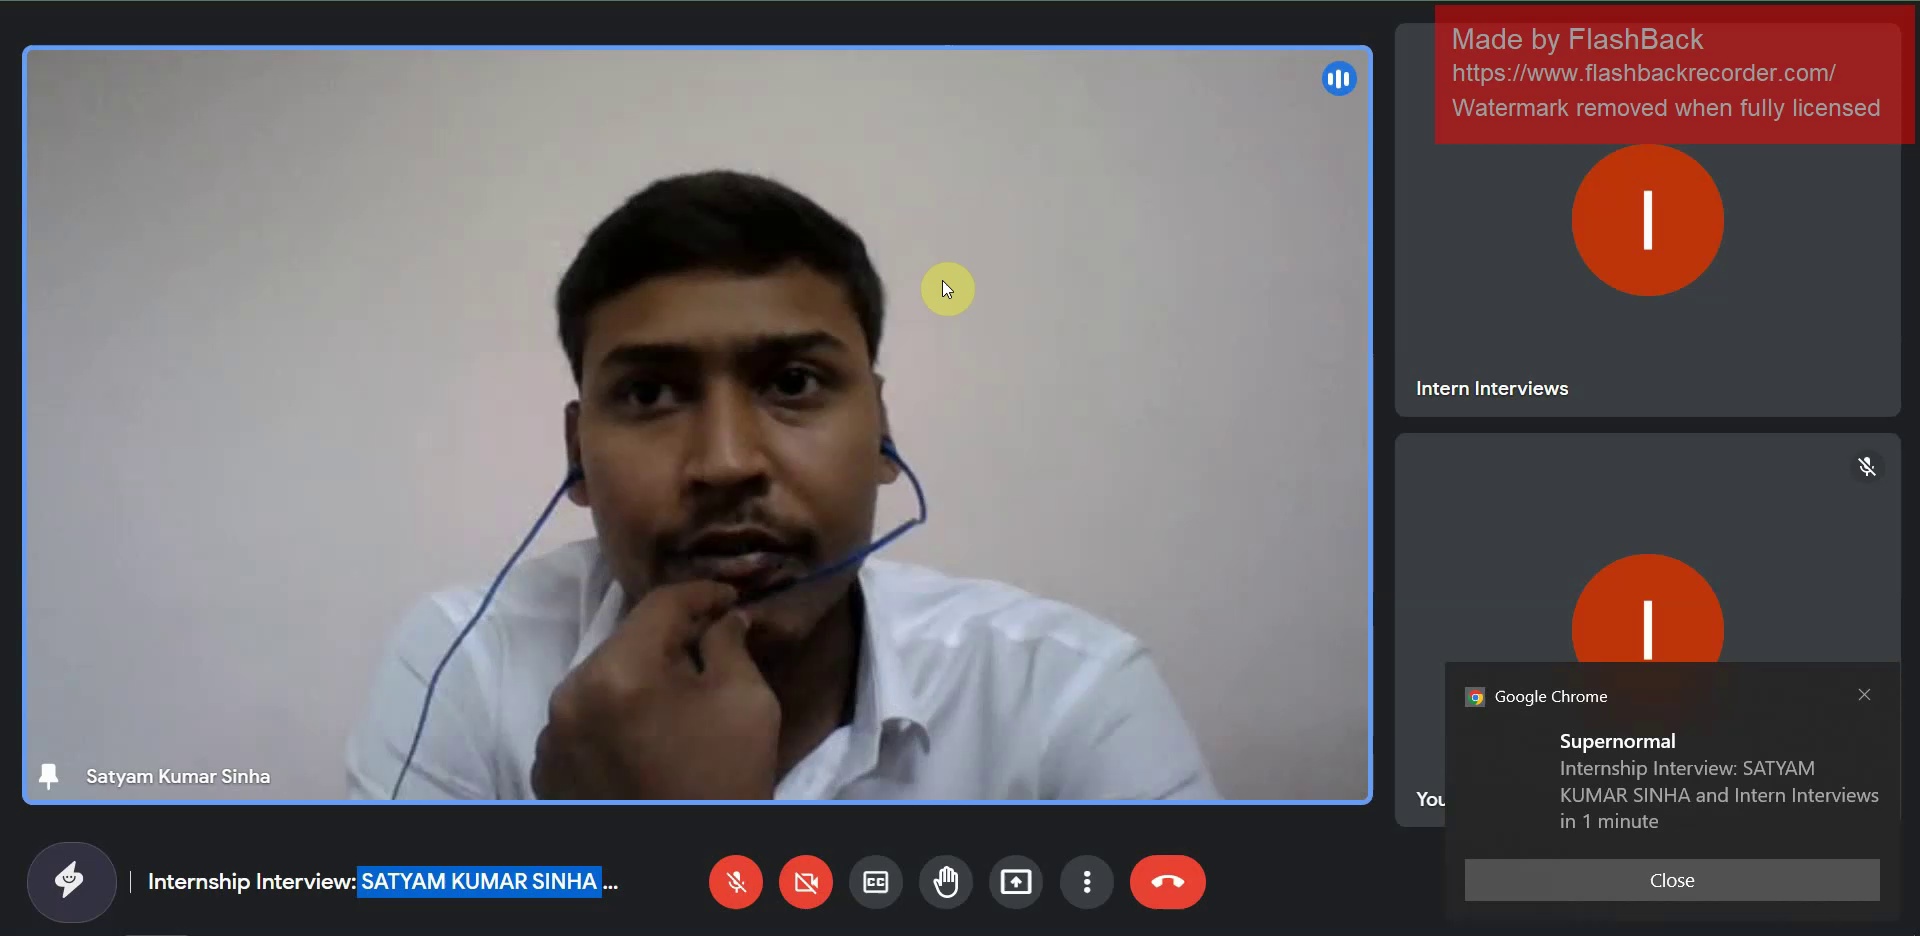 Made by FlashBack
https://www.flashbackrecorder.com/
Watermark removed when fully licensed
I
Intern Interviews
I
You
Satyam Kumar Sinha
Google Chrome
Supernormal
Internship Interview: SATYAM
KUMAR SINHA and Intern Interviews
in 1 minute
Close
Internship Interview: SATYAM KUMAR SINHA ...
CC